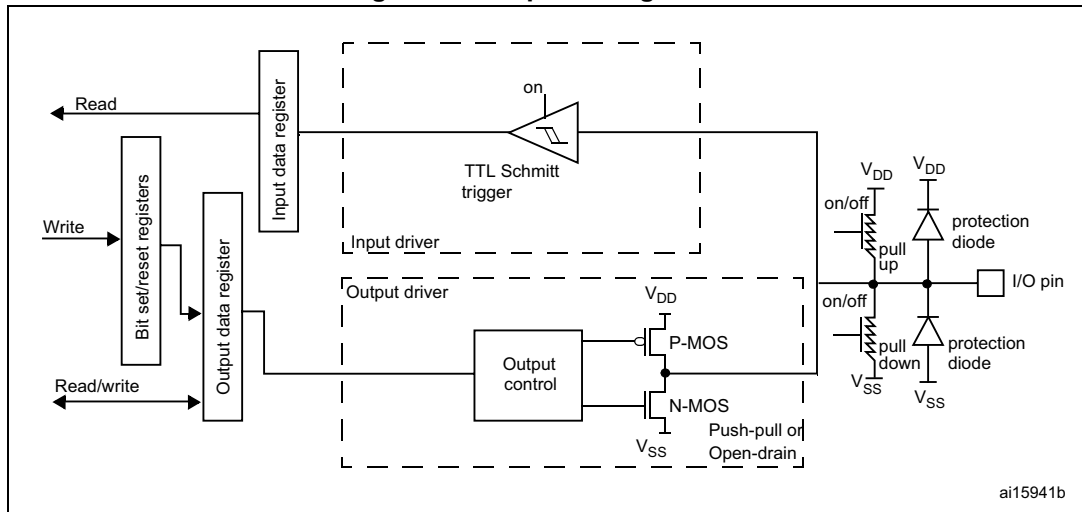 on
Read
Input data register
TTL Schmitt
trigger
Input driver
Bit set/reset registers
Write
Output data register
Read/write
Output driver
VDD
P-MOS
Output
control
N-MOS
VSS
Push-pull or
Open-drain
VDD
VDD
on/off
pull
up
protection
diode
I/O pin
on/off
pull
down
protection
diode
VSS
VSS
ai15941b